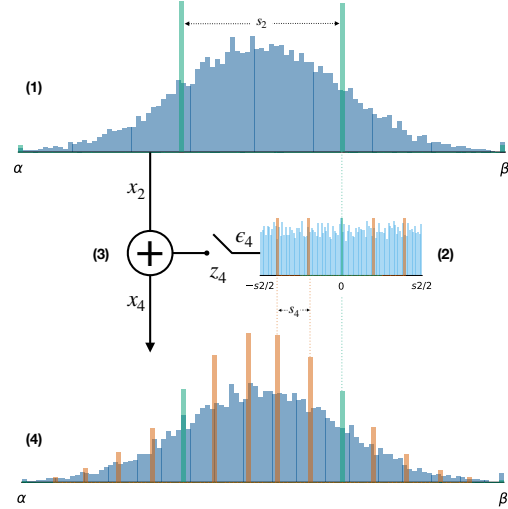 s₂
(1)
α β
x₂
(3) + z₄ ϵ₄ (2)
−s2/2 0 s2/2
x₄
s₄
(4)
α β